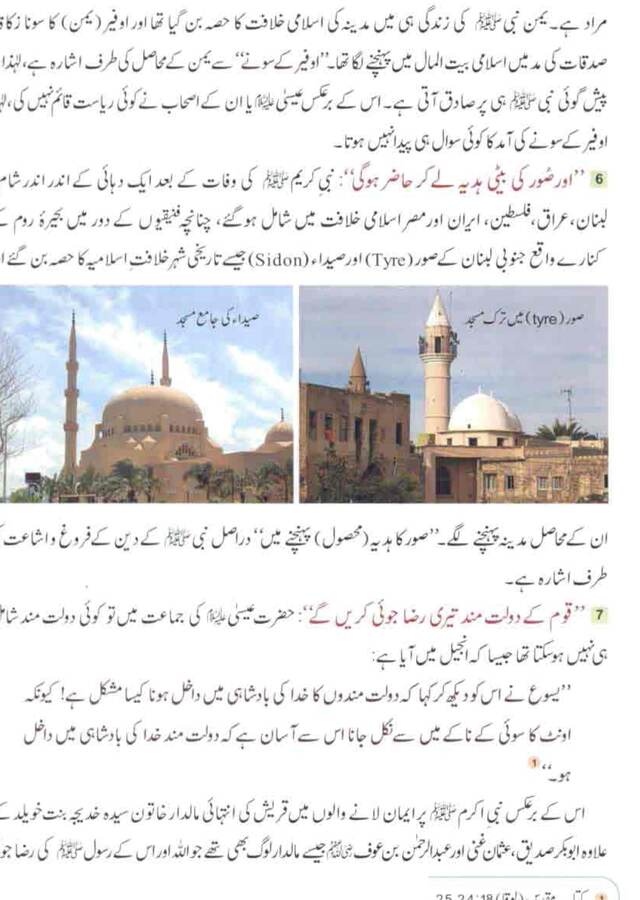 مراد ہے۔ یمن نبی ﷺ کی زندگی ہی میں مدینہ کی اسلامی خلافت کا حصہ بن گیا تھا اور اوفیر (یمن) کا سونا زکاۃ
صدقات کی مد میں اسلامی بیت المال میں پہنچنے لگا تھا۔ ’’اوفیر کے سونے‘‘ سے یمن کے محاصل کی طرف اشارہ ہے، لہٰذا
پیش گوئی نبی ﷺ ہی پر صادق آتی ہے۔ اس کے برعکس عیسیٰ علیہ السلام یا ان کے اصحاب نے کوئی ریاست قائم نہیں کی،
اوفیر کے سونے کی آمد کا کوئی سوال ہی پیدا نہیں ہوتا۔
6 ’’اور صُور کی بیٹی ہدیہ لے کر حاضر ہوگی‘‘: نبی کریم ﷺ کی وفات کے بعد ایک دہائی کے اندر اندر شام
لبنان، عراق، فلسطین، ایران اور مصر اسلامی خلافت میں شامل ہوگئے، چنانچہ فنیقیوں کے دور میں بحیرۂ روم
کنارے واقع جنوبی لبنان کے صور (Tyre) اور صیداء (Sidon) جیسے تاریخی شہر خلافتِ اسلامیہ کا حصہ بن گئے
صور (tyre) میں ترک مسجد
صیداء کی جامع مسجد
ان کے محاصل مدینہ پہنچنے لگے۔ ’’صور کا ہدیہ (محصول) پہنچنے میں‘‘ دراصل نبی ﷺ کے دین کے فروغ و اشاعت
طرف اشارہ ہے۔
7 ’’قوم کے دولت مند تیری رضا جوئی کریں گے‘‘: حضرت عیسیٰ علیہ السلام کی جماعت میں تو کوئی دولت مند شامل
ہی نہیں ہوسکتا تھا جیسا کہ انجیل میں آیا ہے:
’’یسوع نے اس کو دیکھ کر کہا کہ دولت مندوں کا خدا کی بادشاہی میں داخل ہونا کیسا مشکل ہے! کیونکہ
اونٹ کا سوئی کے ناکے میں سے نکل جانا اس سے آسان ہے کہ دولت مند خدا کی بادشاہی میں داخل
ہو۔‘‘ 1
اس کے برعکس نبی اکرم ﷺ پر ایمان لانے والوں میں قریش کی انتہائی مالدار خاتون سیدہ خدیجہ بنت خویلد کے
علاوہ ابوبکر صدیق، عثمان غنی اور عبدالرحمٰن بن عوف رضی اللہ عنہم جیسے مالدار لوگ بھی تھے جو اللہ اور اس کے رسول ﷺ کی رضا جو
1 کتاب مقدس (لوقا) 18: 24، 25